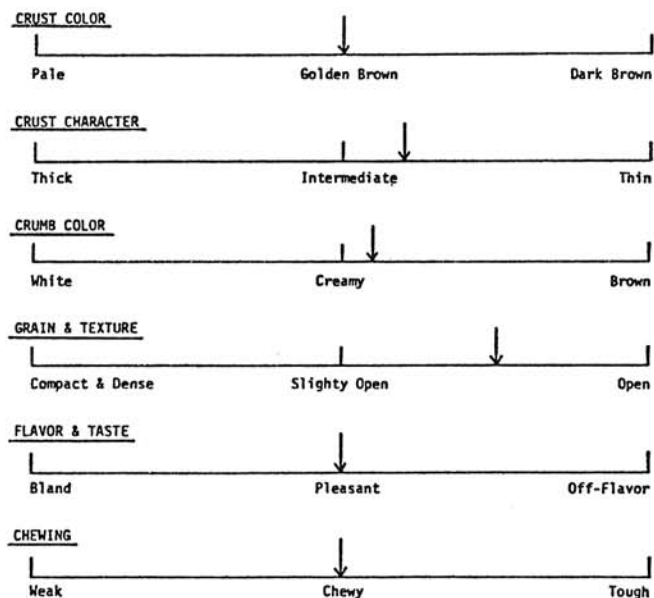 CRUST COLOR
Pale Golden Brown Dark Brown
CRUST CHARACTER
Thick Intermediate Thin
CRUMB COLOR
White Creamy Brown
GRAIN & TEXTURE
Compact & Dense Slighty Open Open
FLAVOR & TASTE
Bland Pleasant Off-Flavor
CHEWING
Weak Chewy Tough